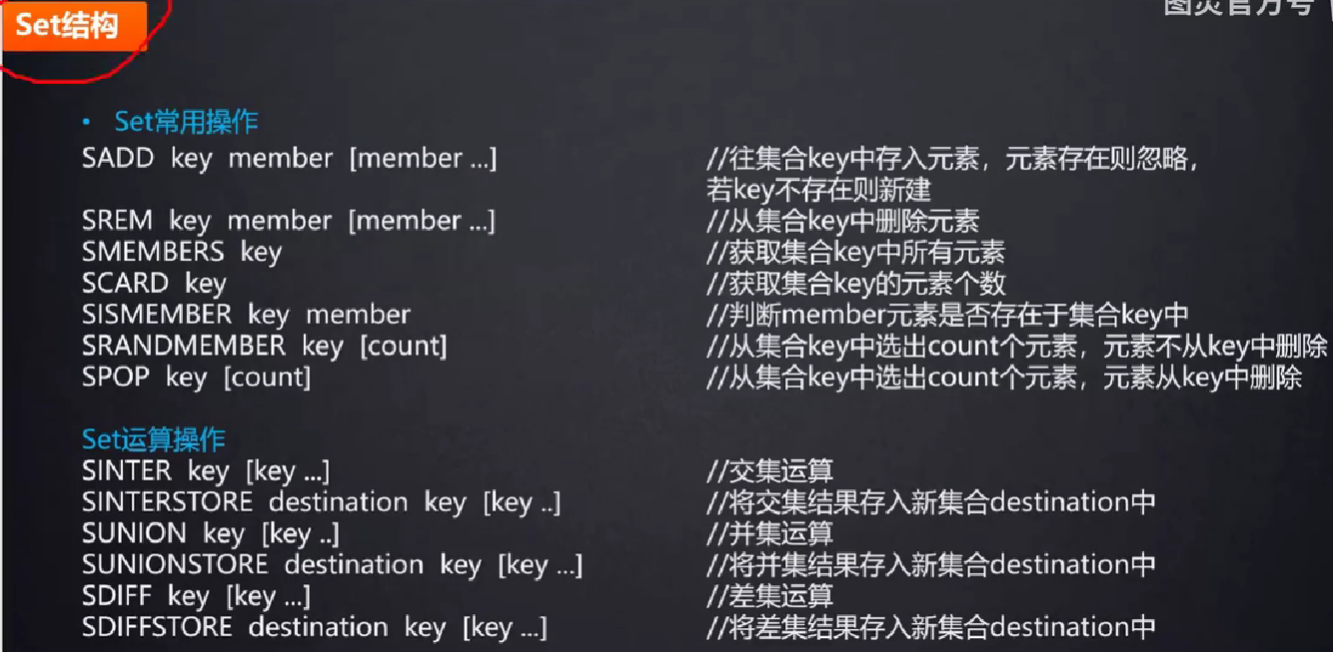 Set结构
图灵官方号
• Set常用操作
SADD key member [member ...] //往集合key中存入元素，元素存在则忽略，
若key不存在则新建
SREM key member [member ...] //从集合key中删除元素
SMEMBERS key //获取集合key中所有元素
SCARD key //获取集合key的元素个数
SISMEMBER key member //判断member元素是否存在于集合key中
SRANDMEMBER key [count] //从集合key中选出count个元素，元素不从key中删除
SPOP key [count] //从集合key中选出count个元素，元素从key中删除
Set运算操作
SINTER key [key ...] //交集运算
SINTERSTORE destination key [key ..] //将交集结果存入新集合destination中
SUNION key [key ..] //并集运算
SUNIONSTORE destination key [key ...] //将并集结果存入新集合destination中
SDIFF key [key ...] //差集运算
SDIFFSTORE destination key [key ...] //将差集结果存入新集合destination中